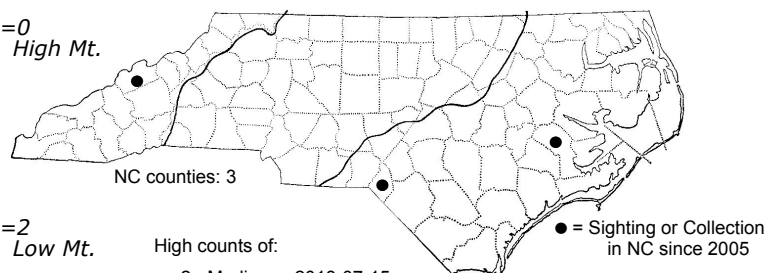 =0
High Mt.
NC counties: 3
=2
Low Mt.
High counts of:
● = Sighting or Collection
in NC since 2005